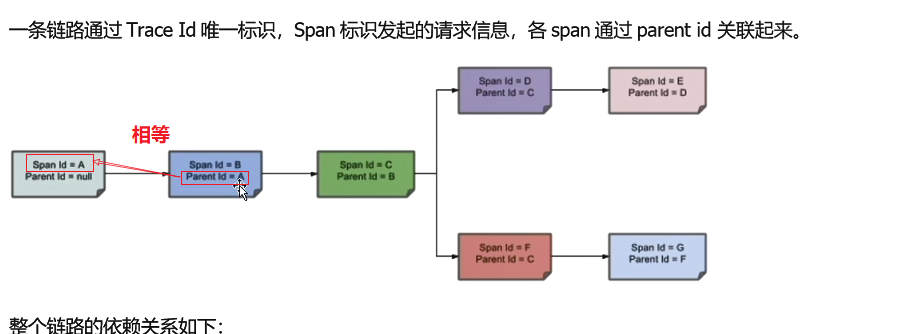 一条链路通过 Trace Id 唯一标识，Span 标识发起的请求信息，各 span 通过 parent id 关联起来。
Span Id = D
Parent Id = C
Span Id = E
Parent Id = D
相等
Span Id = A
Parent Id = null
Span Id = B
Parent Id = A
Span Id = C
Parent Id = B
Span Id = F
Parent Id = C
Span Id = G
Parent Id = F
整个链路的依赖关系如下：